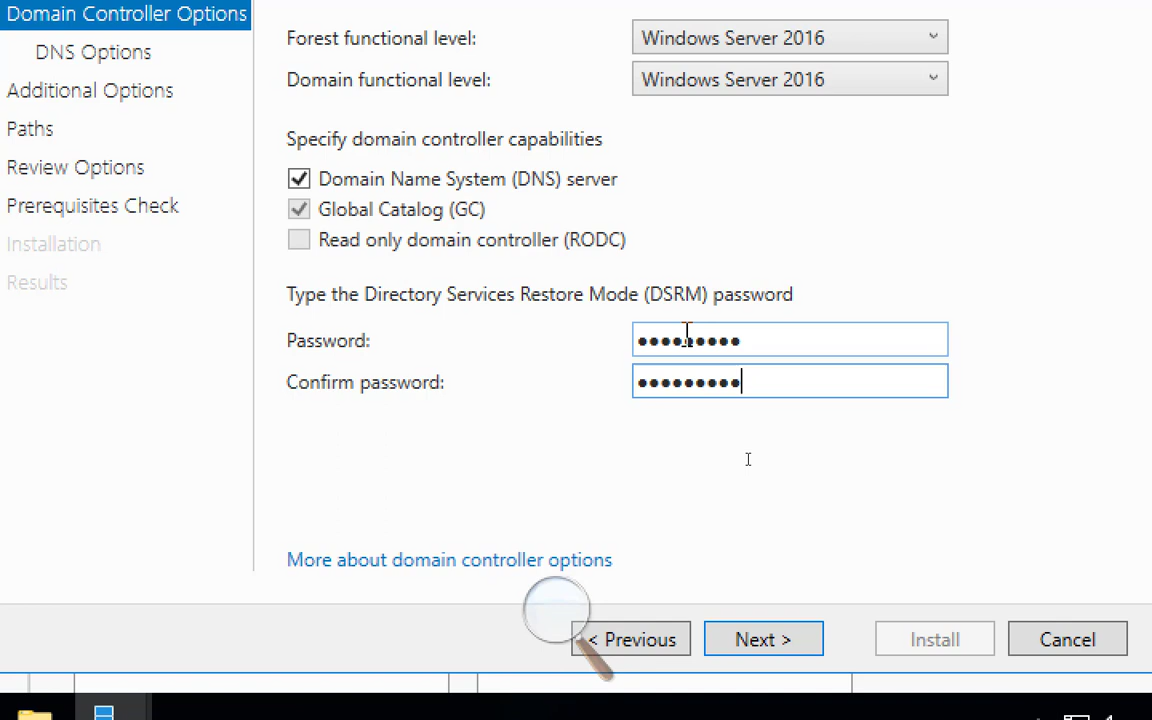 Domain Controller Options
DNS Options
Additional Options
Paths
Review Options
Prerequisites Check
Installation
Results
Forest functional level:
Windows Server 2016
Domain functional level:
Windows Server 2016
Specify domain controller capabilities
Domain Name System (DNS) server
Global Catalog (GC)
Read only domain controller (RODC)
Type the Directory Services Restore Mode (DSRM) password
Password:
●●●●●●●●●
Confirm password:
●●●●●●●●●
More about domain controller options
< Previous
Next >
Install
Cancel